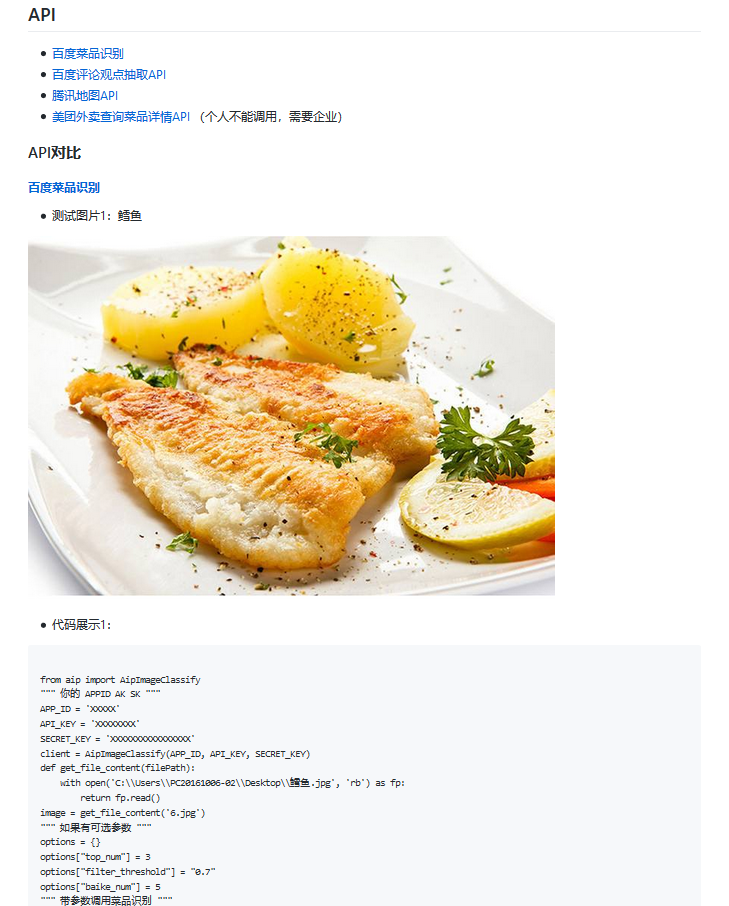 API
百度菜品识别
百度评论观点抽取API
腾讯地图API
美团外卖查询菜品详情API （个人不能调用，需要企业）
API对比
百度菜品识别
测试图片1：鳕鱼
代码展示1：
from aip import AipImageClassify
""" 你的 APPID AK SK """
APP_ID = 'XXXXX'
API_KEY = 'XXXXXXXX'
SECRET_KEY = 'XXXXXXXXXXXXXXXX'
client = AipImageClassify(APP_ID, API_KEY, SECRET_KEY)
def get_file_content(filePath):
    with open('C:\\Users\\PC20161006-02\\Desktop\\鳕鱼.jpg', 'rb') as fp:
        return fp.read()
image = get_file_content('6.jpg')
""" 如果有可选参数 """
options = {}
options["top_num"] = 3
options["filter_threshold"] = "0.7"
options["baike_num"] = 5
""" 带参数调用菜品识别 """